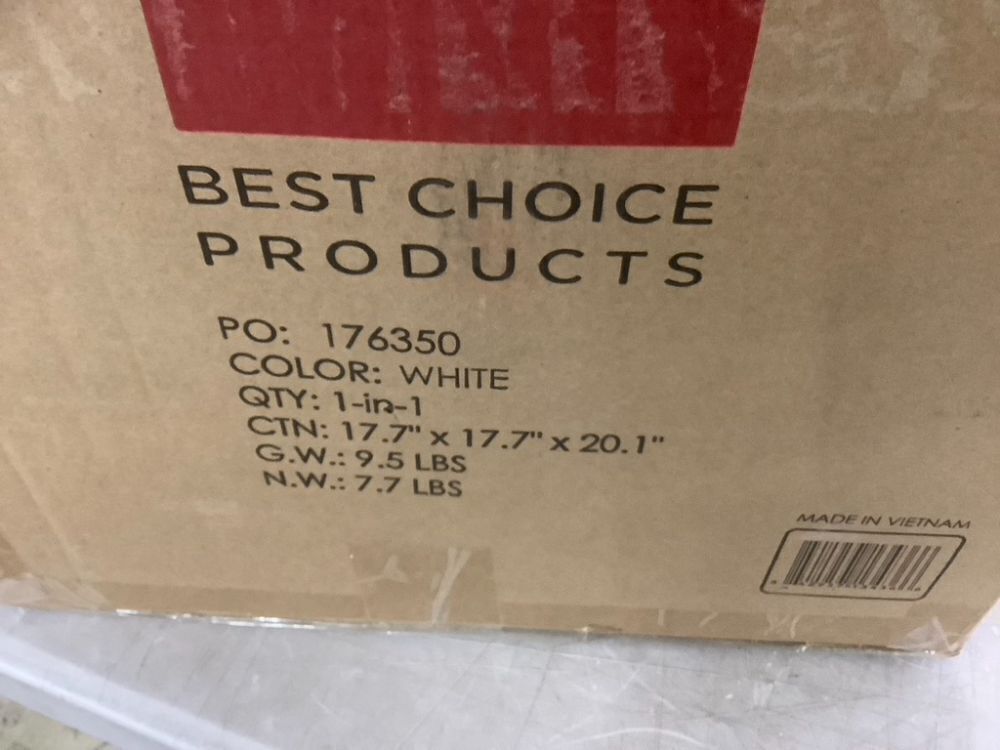 BEST CHOICE
PRODUCTS
PO: 176350
COLOR: WHITE
QTY: 1-in-1
CTN: 17.7" x 17.7" x 20.1"
G.W.: 9.5 LBS
N.W.: 7.7 LBS
MADE IN VIETNAM